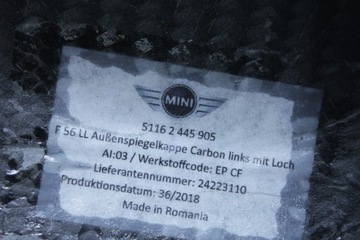 MINI
5116 2 445 905
F 56 LL Außenspiegelkappe Carbon links mit Loch
AI:03 / Werkstoffcode: EP CF
Lieferantennummer: 24223110
Produktionsdatum: 36/2018
Made in Romania